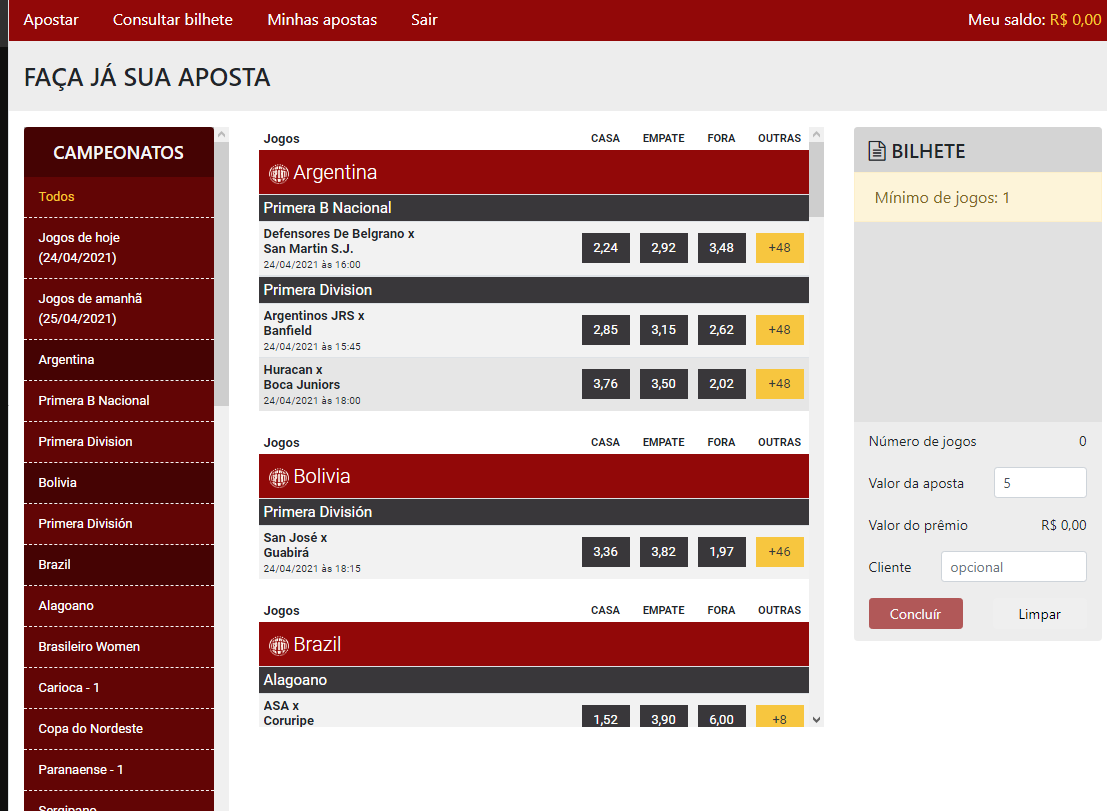 Apostar Consultar bilhete Minhas apostas Sair Meu saldo: R$ 0,00
FAÇA JÁ SUA APOSTA
CAMPEONATOS
Todos
Jogos de hoje
(24/04/2021)
Jogos de amanhã
(25/04/2021)
Argentina
Primera B Nacional
Primera Division
Bolivia
Primera División
Brazil
Alagoano
Brasileiro Women
Carioca - 1
Copa do Nordeste
Paranaense - 1
Sergipano
Jogos CASA EMPATE FORA OUTRAS
Argentina
Primera B Nacional
Defensores De Belgrano x
San Martin S.J.
24/04/2021 às 16:00
2,24 2,92 3,48 +48
Primera Division
Argentinos JRS x
Banfield
24/04/2021 às 15:45
2,85 3,15 2,62 +48
Huracan x
Boca Juniors
24/04/2021 às 18:00
3,76 3,50 2,02 +48
Jogos CASA EMPATE FORA OUTRAS
Bolivia
Primera División
San José x
Guabirá
24/04/2021 às 18:15
3,36 3,82 1,97 +46
Jogos CASA EMPATE FORA OUTRAS
Brazil
Alagoano
ASA x
Coruripe
1,52 3,90 6,00 +8
BILHETE
Mínimo de jogos: 1
Número de jogos 0
Valor da aposta 5
Valor do prêmio R$ 0,00
Cliente opcional
Concluír Limpar